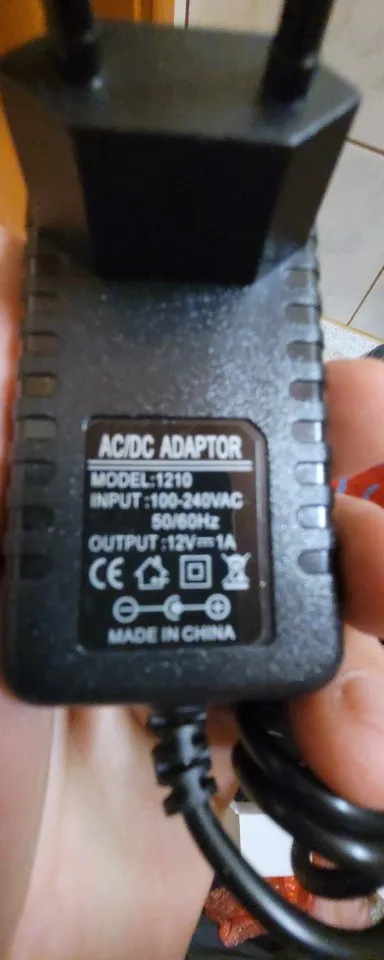 AC/DC ADAPTOR
MODEL:1210
INPUT:100-240VAC
50/60Hz
OUTPUT:12V⎓1A
CE
MADE IN CHINA